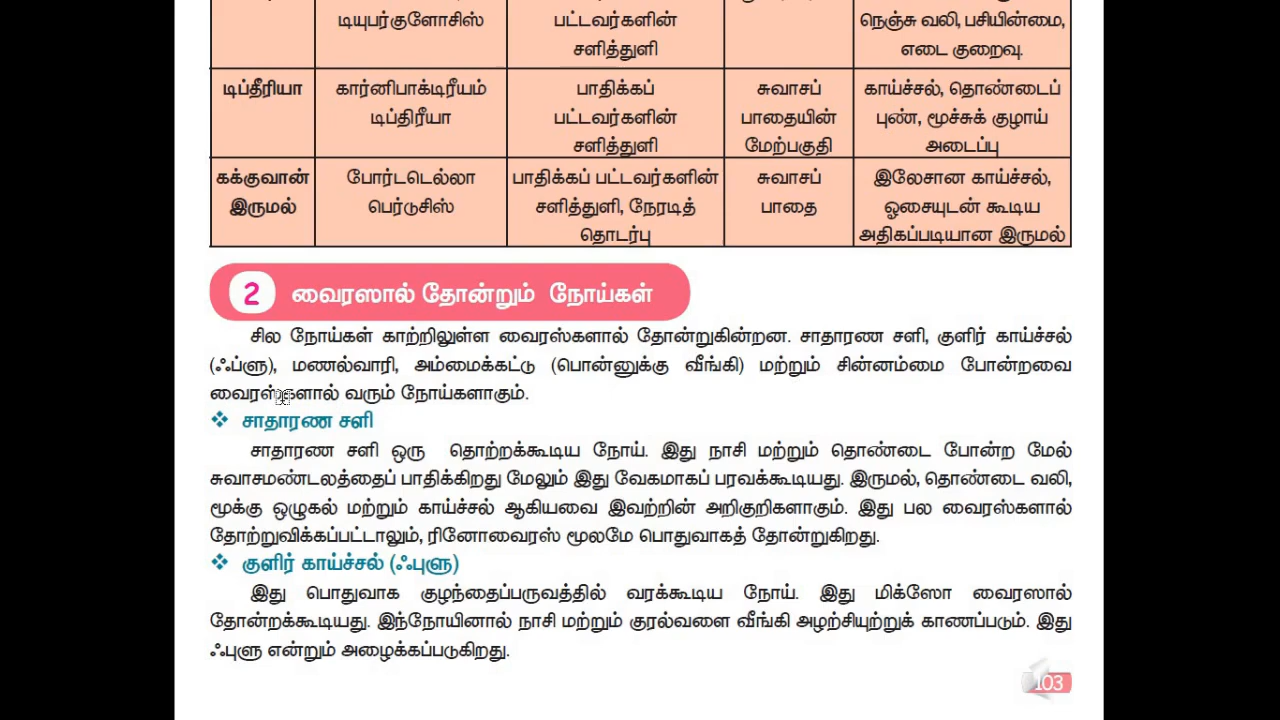 டியுபர்குளோசிஸ் பட்டவர்களின் நெஞ்சு வலி, பசியின்மை,
சளித்துளி எடை குறைவு.
டிப்தீரியா கார்னிபாக்டிரீயம் பாதிக்கப் சுவாசப் காய்ச்சல், தொண்டைப்
டிப்திரீயா பட்டவர்களின் பாதையின் புண், மூச்சுக் குழாய்
சளித்துளி மேற்பகுதி அடைப்பு
கக்குவான் போர்டடெல்லா பாதிக்கப் பட்டவர்களின் சுவாசப் இலேசான காய்ச்சல்,
இருமல் பெர்டுசிஸ் சளித்துளி, நேரடித் பாதை ஓசையுடன் கூடிய
தொடர்பு அதிகப்படியான இருமல்
2 வைரஸால் தோன்றும் நோய்கள்
சில நோய்கள் காற்றிலுள்ள வைரஸ்களால் தோன்றுகின்றன. சாதாரண சளி, குளிர் காய்ச்சல்
(ஃப்ளு), மணல்வாரி, அம்மைக்கட்டு (பொன்னுக்கு வீங்கி) மற்றும் சின்னம்மை போன்றவை
வைரஸ்களால் வரும் நோய்களாகும்.
❖ சாதாரண சளி
சாதாரண சளி ஒரு தொற்றக்கூடிய நோய். இது நாசி மற்றும் தொண்டை போன்ற மேல்
சுவாசமண்டலத்தைப் பாதிக்கிறது மேலும் இது வேகமாகப் பரவக்கூடியது. இருமல், தொண்டை வலி,
மூக்கு ஒழுகல் மற்றும் காய்ச்சல் ஆகியவை இவற்றின் அறிகுறிகளாகும். இது பல வைரஸ்களால்
தோற்றுவிக்கப்பட்டாலும், ரினோவைரஸ் மூலமே பொதுவாகத் தோன்றுகிறது.
❖ குளிர் காய்ச்சல் (ஃபுளு)
இது பொதுவாக குழந்தைப்பருவத்தில் வரக்கூடிய நோய். இது மிக்ஸோ வைரஸால்
தோன்றக்கூடியது. இந்நோயினால் நாசி மற்றும் குரல்வளை வீங்கி அழற்சியுற்றுக் காணப்படும். இது
ஃபுளு என்றும் அழைக்கப்படுகிறது.
103